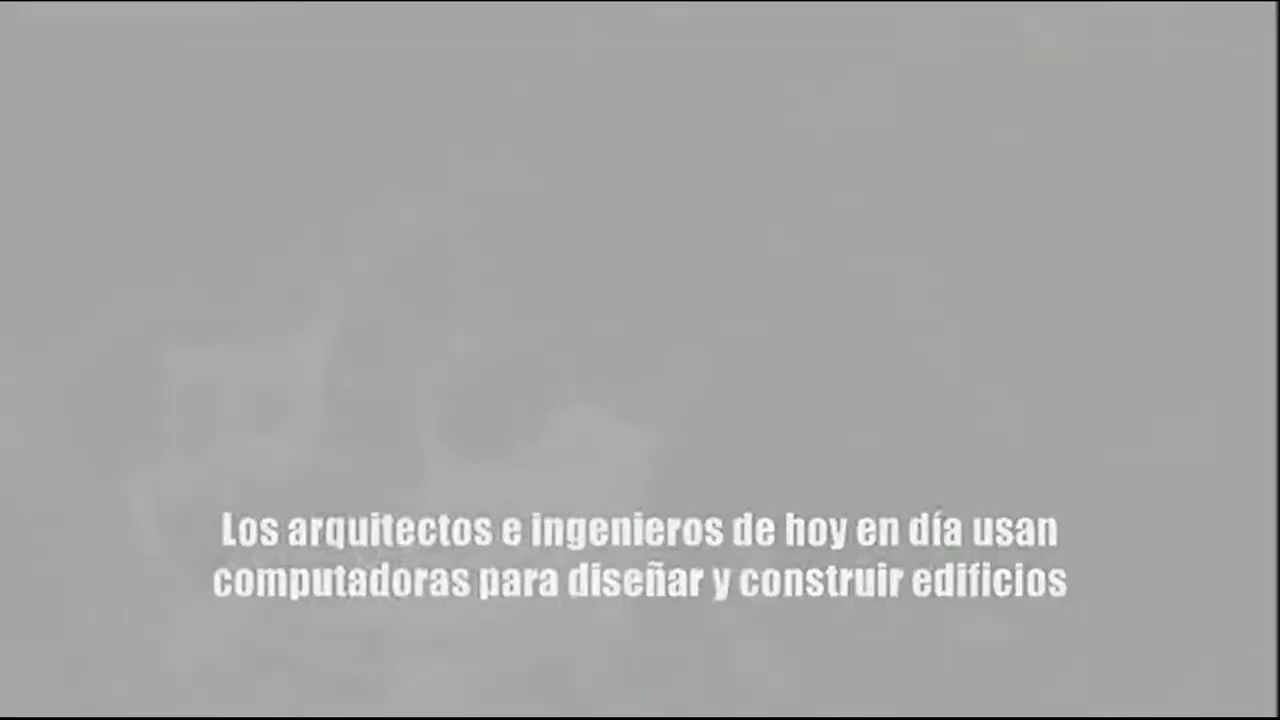 Los arquitectos e ingenieros de hoy en día usan
computadoras para diseñar y construir edificios